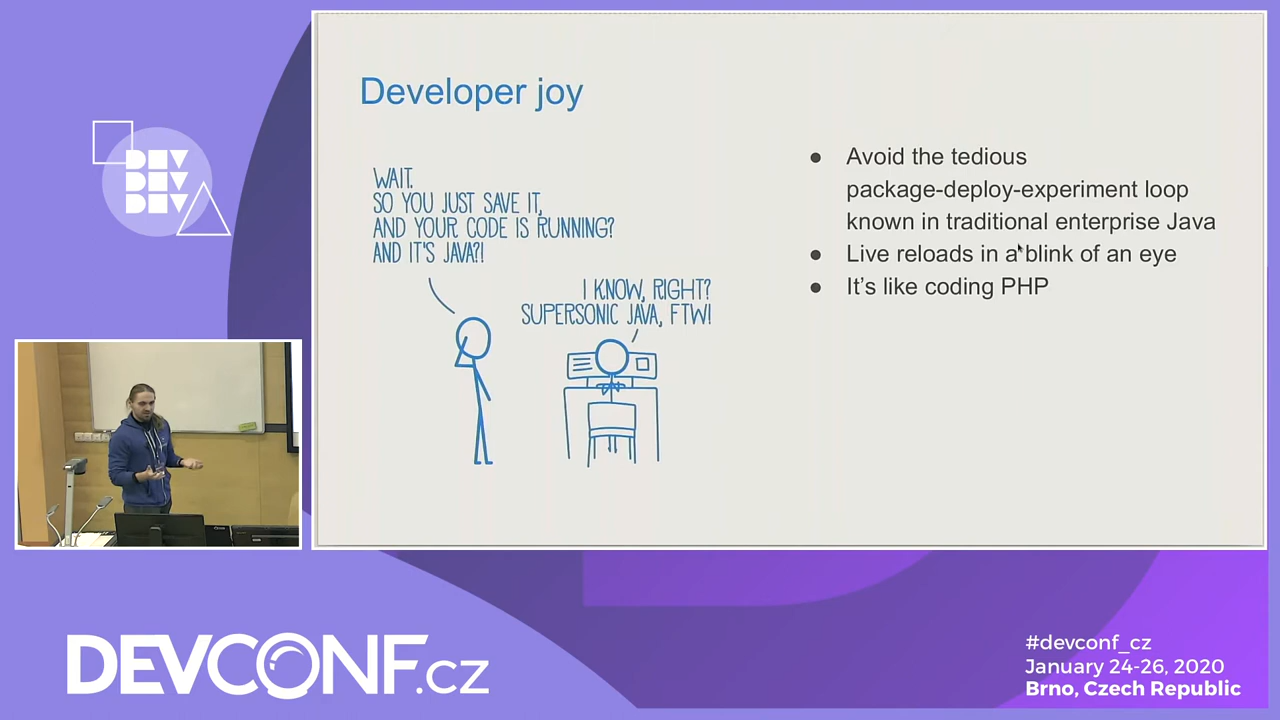 Developer joy
WAIT.
SO YOU JUST SAVE IT,
AND YOUR CODE IS RUNNING?
AND IT'S JAVA?!
I KNOW, RIGHT?
SUPERSONIC JAVA, FTW!
● Avoid the tedious
package-deploy-experiment loop
known in traditional enterprise Java
● Live reloads in a blink of an eye
● It's like coding PHP
DEV
DEV
DEV
DEVCONF.cz
#devconf_cz
January 24-26, 2020
Brno, Czech Republic